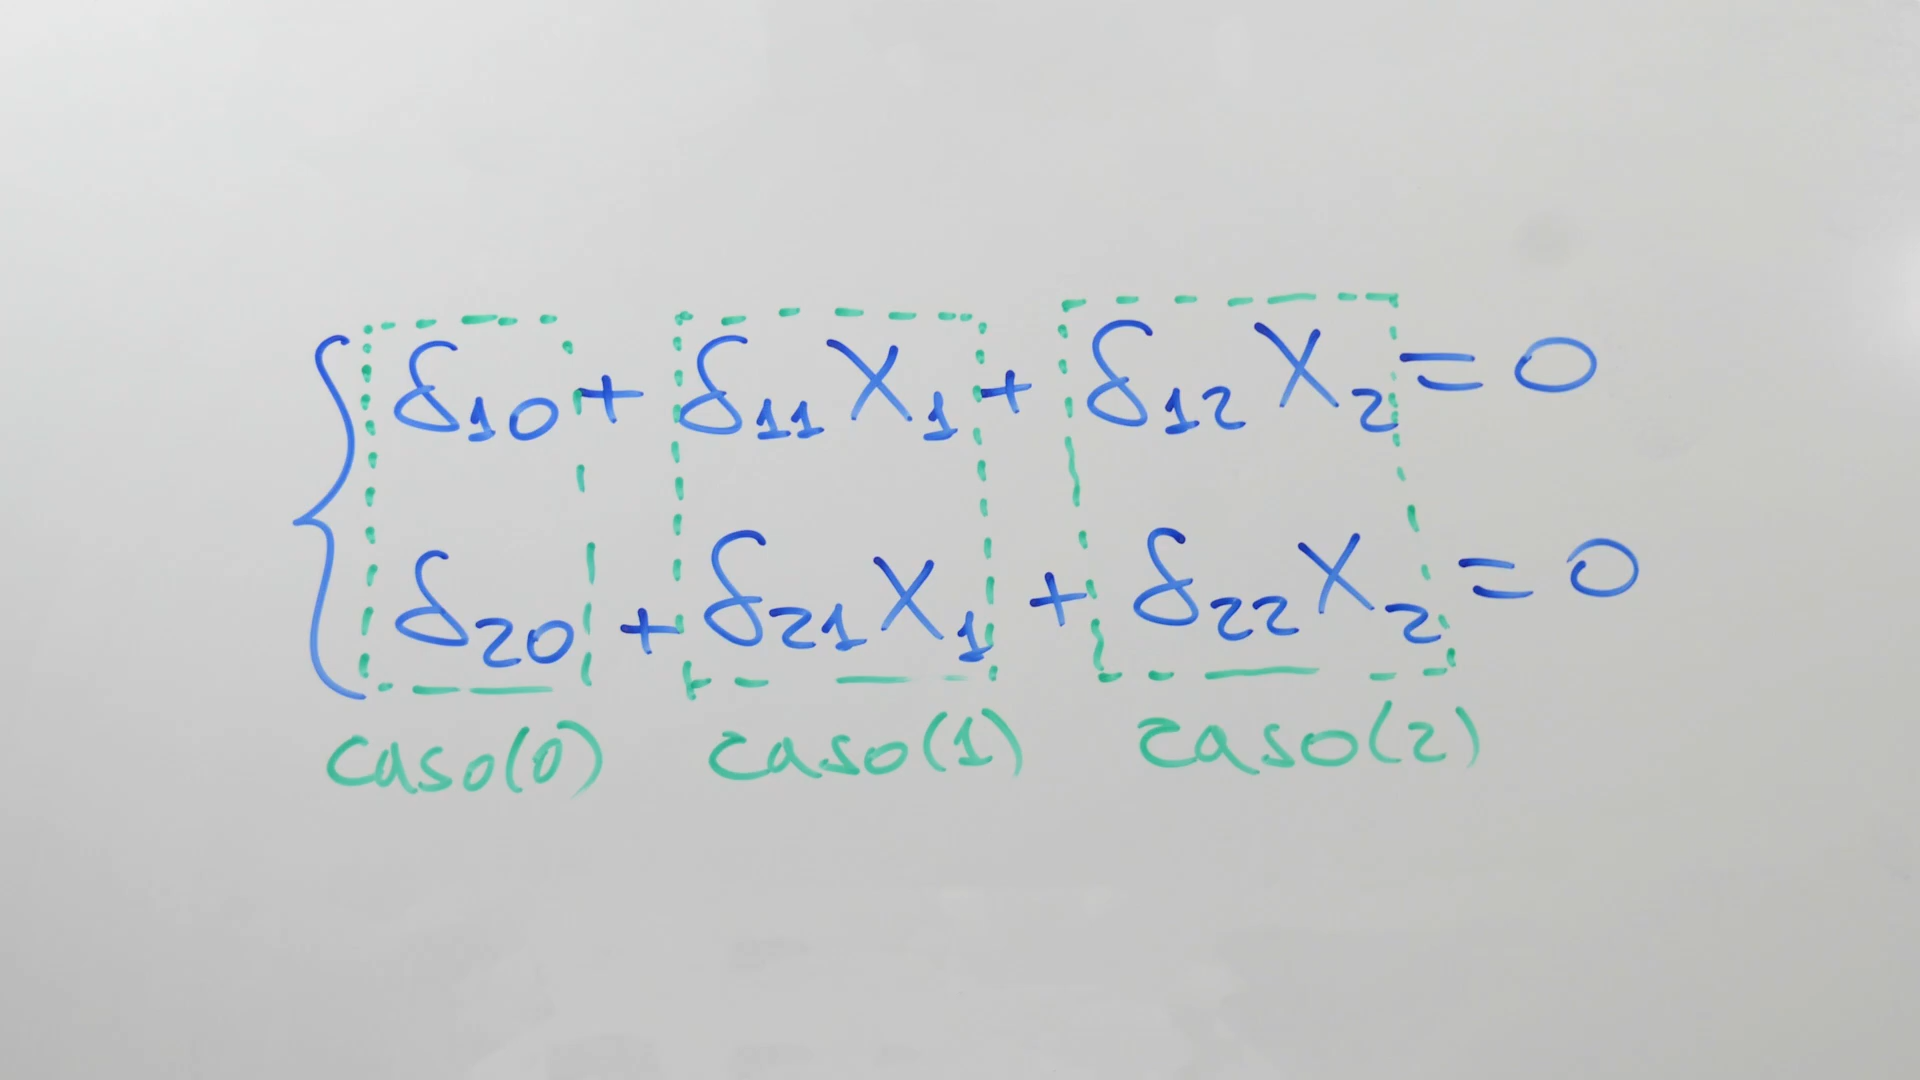 δ₁₀ + δ₁₁ X₁ + δ₁₂ X₂ = 0
δ₂₀ + δ₂₁ X₁ + δ₂₂ X₂ = 0
caso(0) caso(1) caso(2)